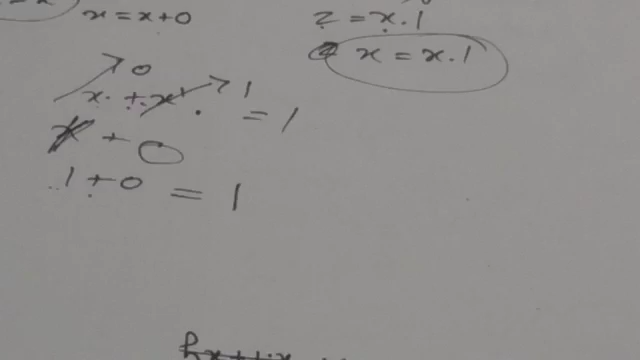 x = x + 0
z = x . 1
x = x . 1
0
x + x' . 1 = 1
x + 0
1 + 0 = 1